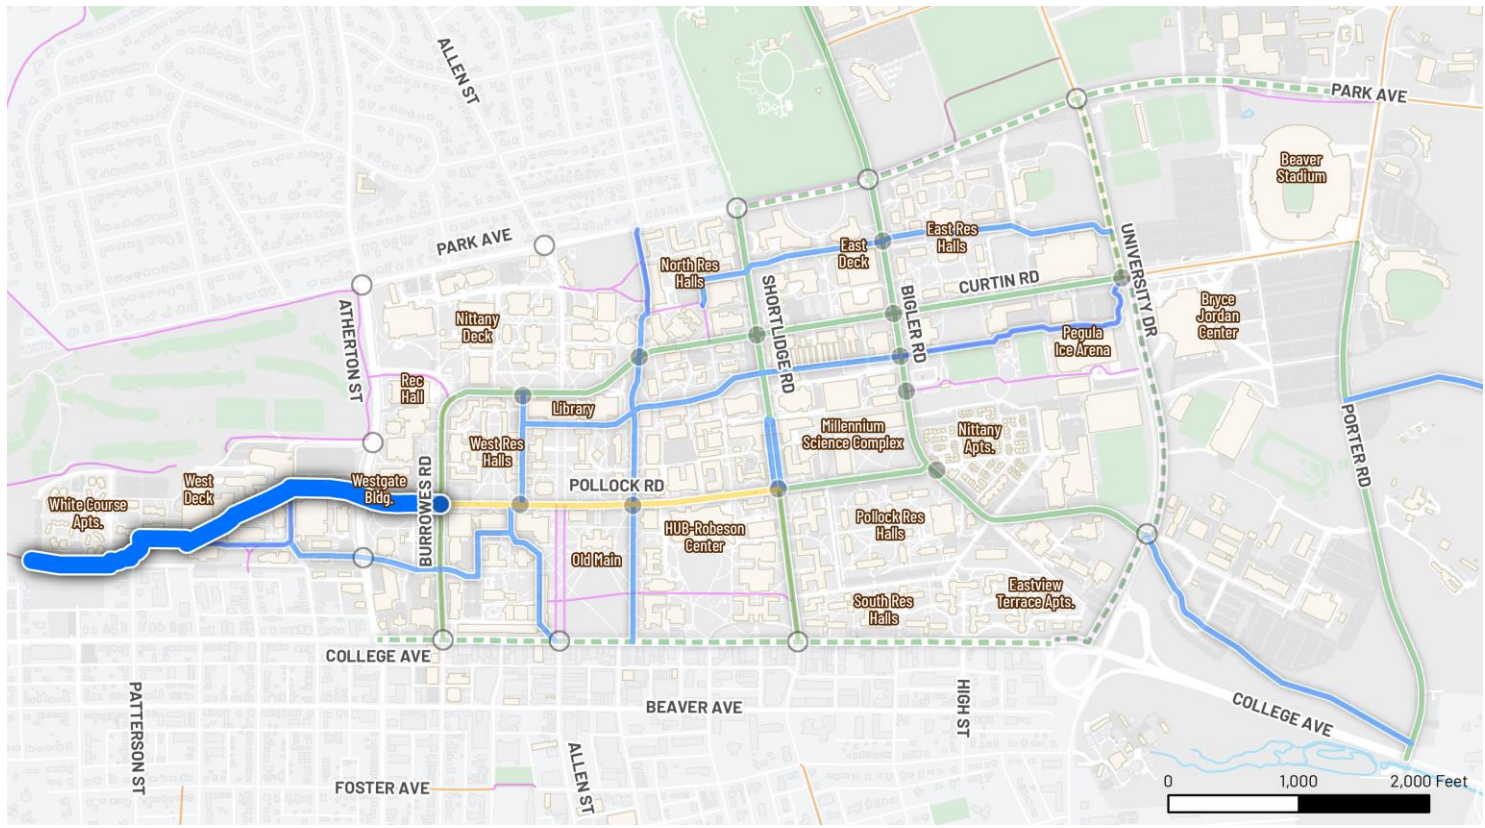 ALLEN ST
PARK AVE
Beaver
Stadium
PARK AVE
North Res
Halls
East
Deck
East Res
Halls
UNIVERSITY DR
ATHERTON ST
Nittany
Deck
SHORTLIDGE RD
BIGLER RD
CURTIN RD
Bryce
Jordan
Center
Pegula
Ice Arena
Rec
Hall
Library
West Res
Halls
Millennium
Science Complex
Nittany
Apts.
PORTER RD
White Course
Apts.
West
Deck
Westgate
Bldg.
BURROWES RD
POLLOCK RD
HUB-Robeson
Center
Pollock Res
Halls
Old Main
South Res
Halls
Eastview
Terrace Apts.
COLLEGE AVE
PATTERSON ST
BEAVER AVE
HIGH ST
COLLEGE AVE
FOSTER AVE
ALLEN ST
0 1,000 2,000 Feet